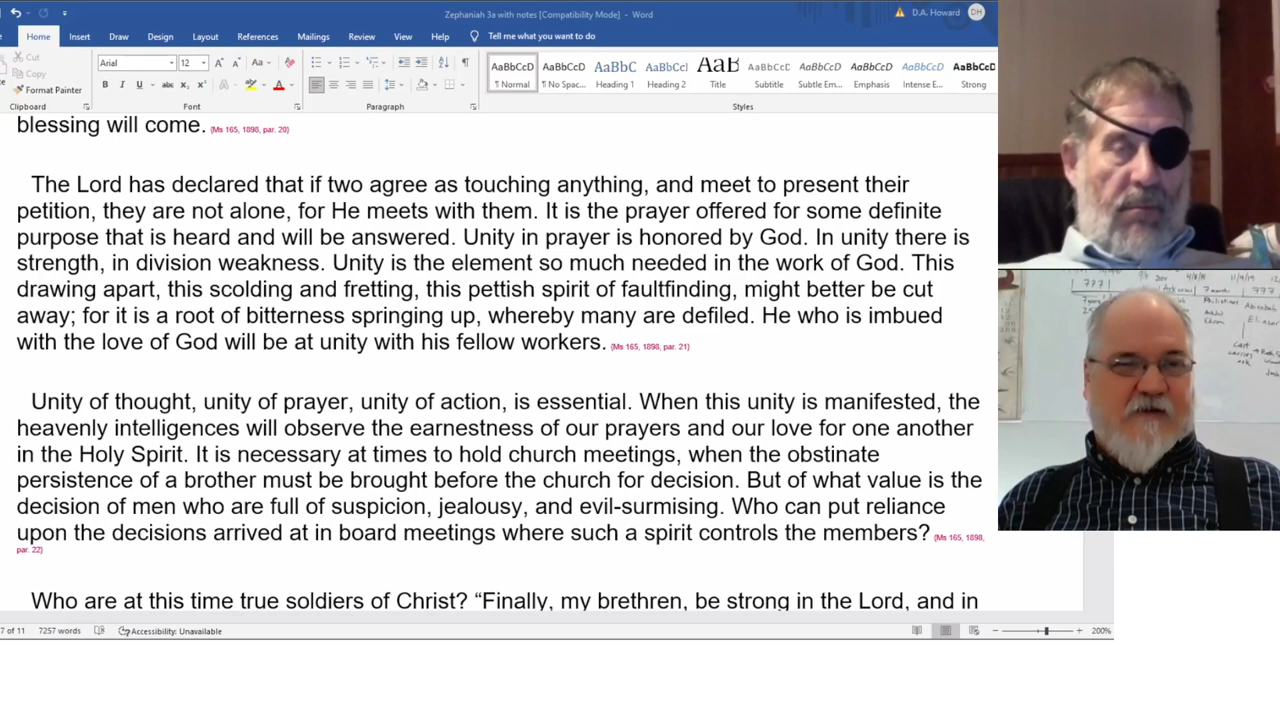 Zephaniah 3a with notes [Compatibility Mode] - Word
D.A. Howard
DH
Home Insert Draw Design Layout References Mailings Review View Help Tell me what you want to do
Cut
Copy
Format Painter
Clipboard
Arial 12
Font
Paragraph
AaBbCcD AaBbCcD AaBbC AaBbCcI AaB AaBbCcD AaBbCcD AaBbCcD AaBbCcD AaBbCcD
¶ Normal ¶ No Spac... Heading 1 Heading 2 Title Subtitle Subtle Em... Emphasis Intense E... Strong
Styles
blessing will come. {Ms 165, 1898, par. 20}
The Lord has declared that if two agree as touching anything, and meet to present their
petition, they are not alone, for He meets with them. It is the prayer offered for some definite
purpose that is heard and will be answered. Unity in prayer is honored by God. In unity there is
strength, in division weakness. Unity is the element so much needed in the work of God. This
drawing apart, this scolding and fretting, this pettish spirit of faultfinding, might better be cut
away; for it is a root of bitterness springing up, whereby many are defiled. He who is imbued
with the love of God will be at unity with his fellow workers. {Ms 165, 1898, par. 21}
Unity of thought, unity of prayer, unity of action, is essential. When this unity is manifested, the
heavenly intelligences will observe the earnestness of our prayers and our love for one another
in the Holy Spirit. It is necessary at times to hold church meetings, when the obstinate
persistence of a brother must be brought before the church for decision. But of what value is the
decision of men who are full of suspicion, jealousy, and evil-surmising. Who can put reliance
upon the decisions arrived at in board meetings where such a spirit controls the members? {Ms 165, 1898,
par. 22}
Who are at this time true soldiers of Christ? “Finally, my brethren, be strong in the Lord, and in
7 of 11 7257 words Accessibility: Unavailable 200%
777
777